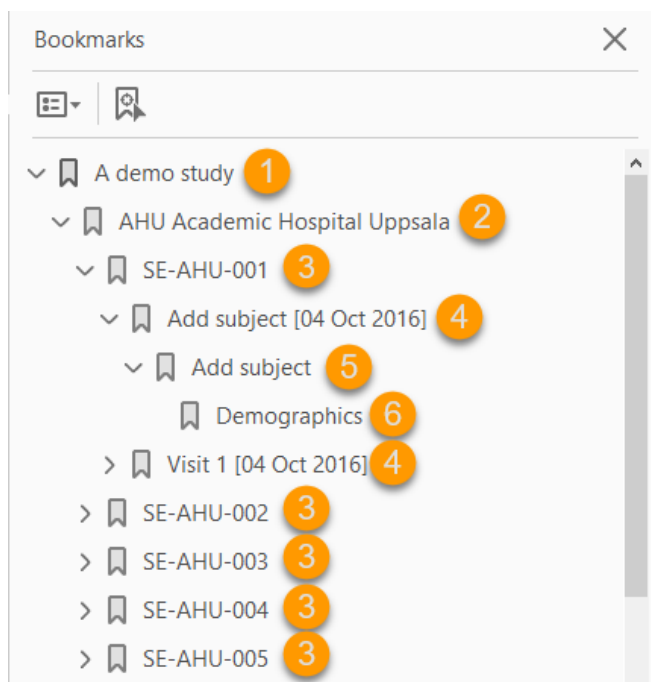 Bookmarks
A demo study 1
AHU Academic Hospital Uppsala 2
SE-AHU-001 3
Add subject [04 Oct 2016] 4
Add subject 5
Demographics 6
Visit 1 [04 Oct 2016] 4
SE-AHU-002 3
SE-AHU-003 3
SE-AHU-004 3
SE-AHU-005 3